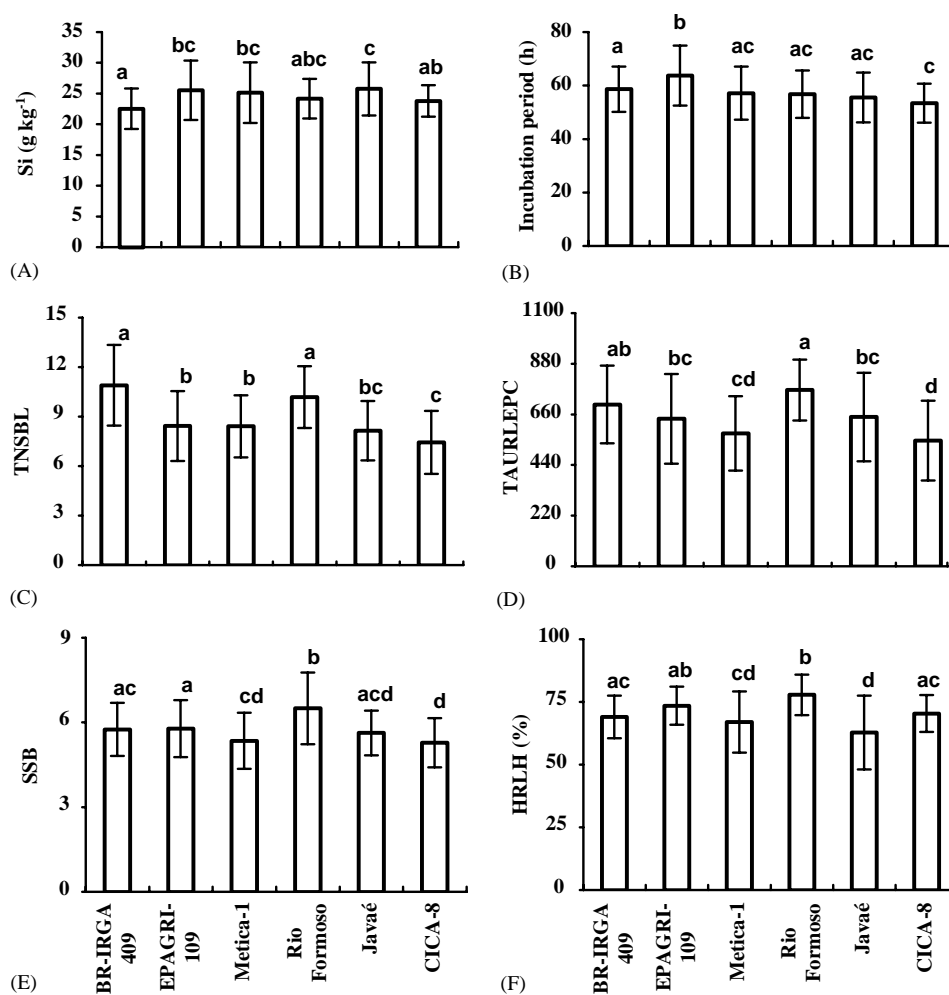 a bc bc abc c ab
35
30
25
20
15
10
5
0
Si (g kg-1)
(A)
a b ac ac ac c
80
60
40
20
0
Incubation period (h)
(B)
a b b a bc c
15
12
9
6
3
0
TNSBL
(C)
ab bc cd a bc d
1100
880
660
440
220
0
TAURLEPC
(D)
ac a cd b acd d
9
6
3
0
SSB
BR-IRGA
409
EPAGRI-
109
Metica-1
Rio
Formoso
Javaé
CICA-8
(E)
ac ab cd b d ac
100
75
50
25
0
HRLH (%)
BR-IRGA
409
EPAGRI-
109
Metica-1
Rio
Formoso
Javaé
CICA-8
(F)